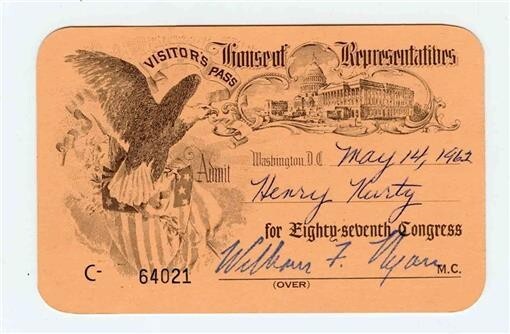 VISITOR'S PASS
House of Representatives
Washington, D.C. May 14, 1962
Admit Henry Kurtz
for Eighty-seventh Congress
William F. Ryan M.C.
C- 64021
(OVER)